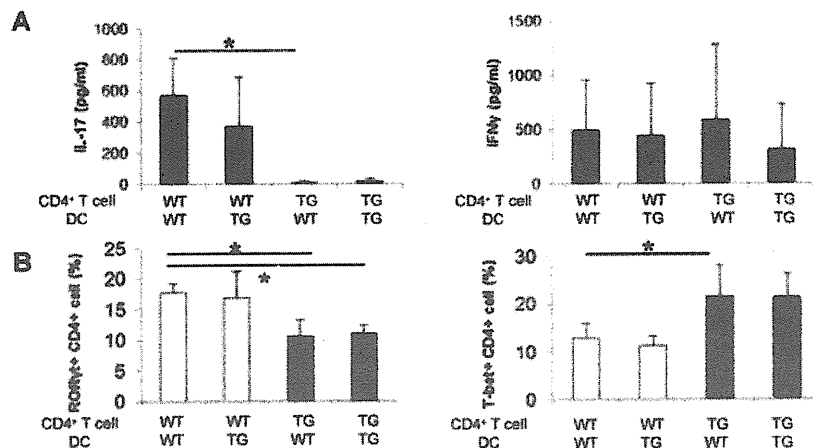 A
IL-17 (pg/ml)
1000
800
600
400
200
0
*
CD4+ T cell WT WT TG TG
DC WT TG WT TG
IFNγ (pg/ml)
1500
1000
500
0
CD4+ T cell WT WT TG TG
DC WT TG WT TG
B
RORγt+ CD4+ cell (%)
25
20
15
10
5
0
*
*
CD4+ T cell WT WT TG TG
DC WT TG WT TG
T-bet+ CD4+ cell (%)
30
20
10
0
*
CD4+ T cell WT WT TG TG
DC WT TG WT TG